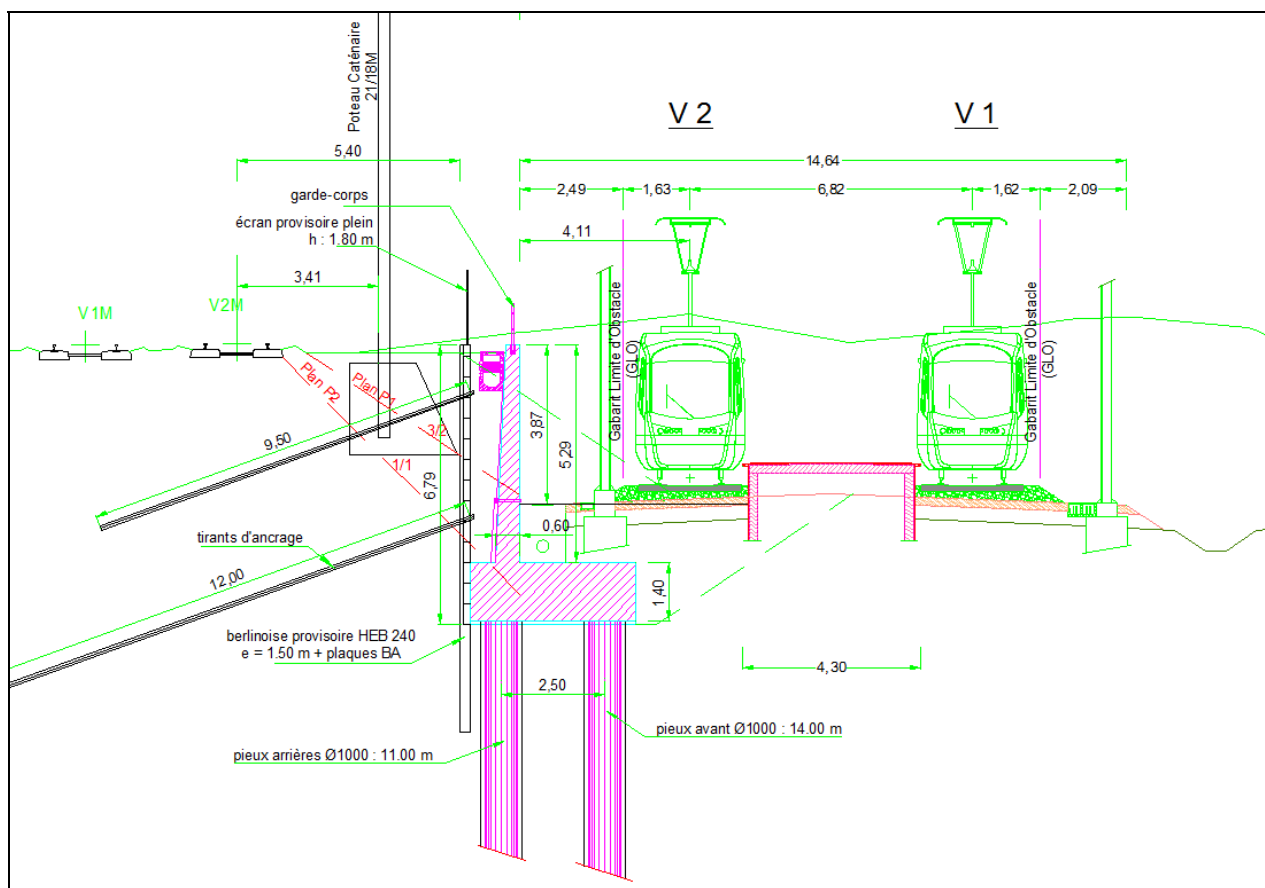 Poteau Caténaire
21/18M
V 2
V 1
5,40
14,64
2,49
1,63
6,82
1,62
2,09
garde-corps
écran provisoire plein
h : 1.80 m
4,11
3,41
V1M
V2M
Gabarit Limite d'Obstacle
(GLO)
Gabarit Limite d'Obstacle
(GLO)
Plan P1
Plan P2
3/2
1/1
9,50
3,87
5,29
6,79
0,60
tirants d'ancrage
12,00
1,40
berlinoise provisoire HEB 240
e = 1.50 m + plaques BA
4,30
2,50
pieux avant Ø1000 : 14.00 m
pieux arrières Ø1000 : 11.00 m